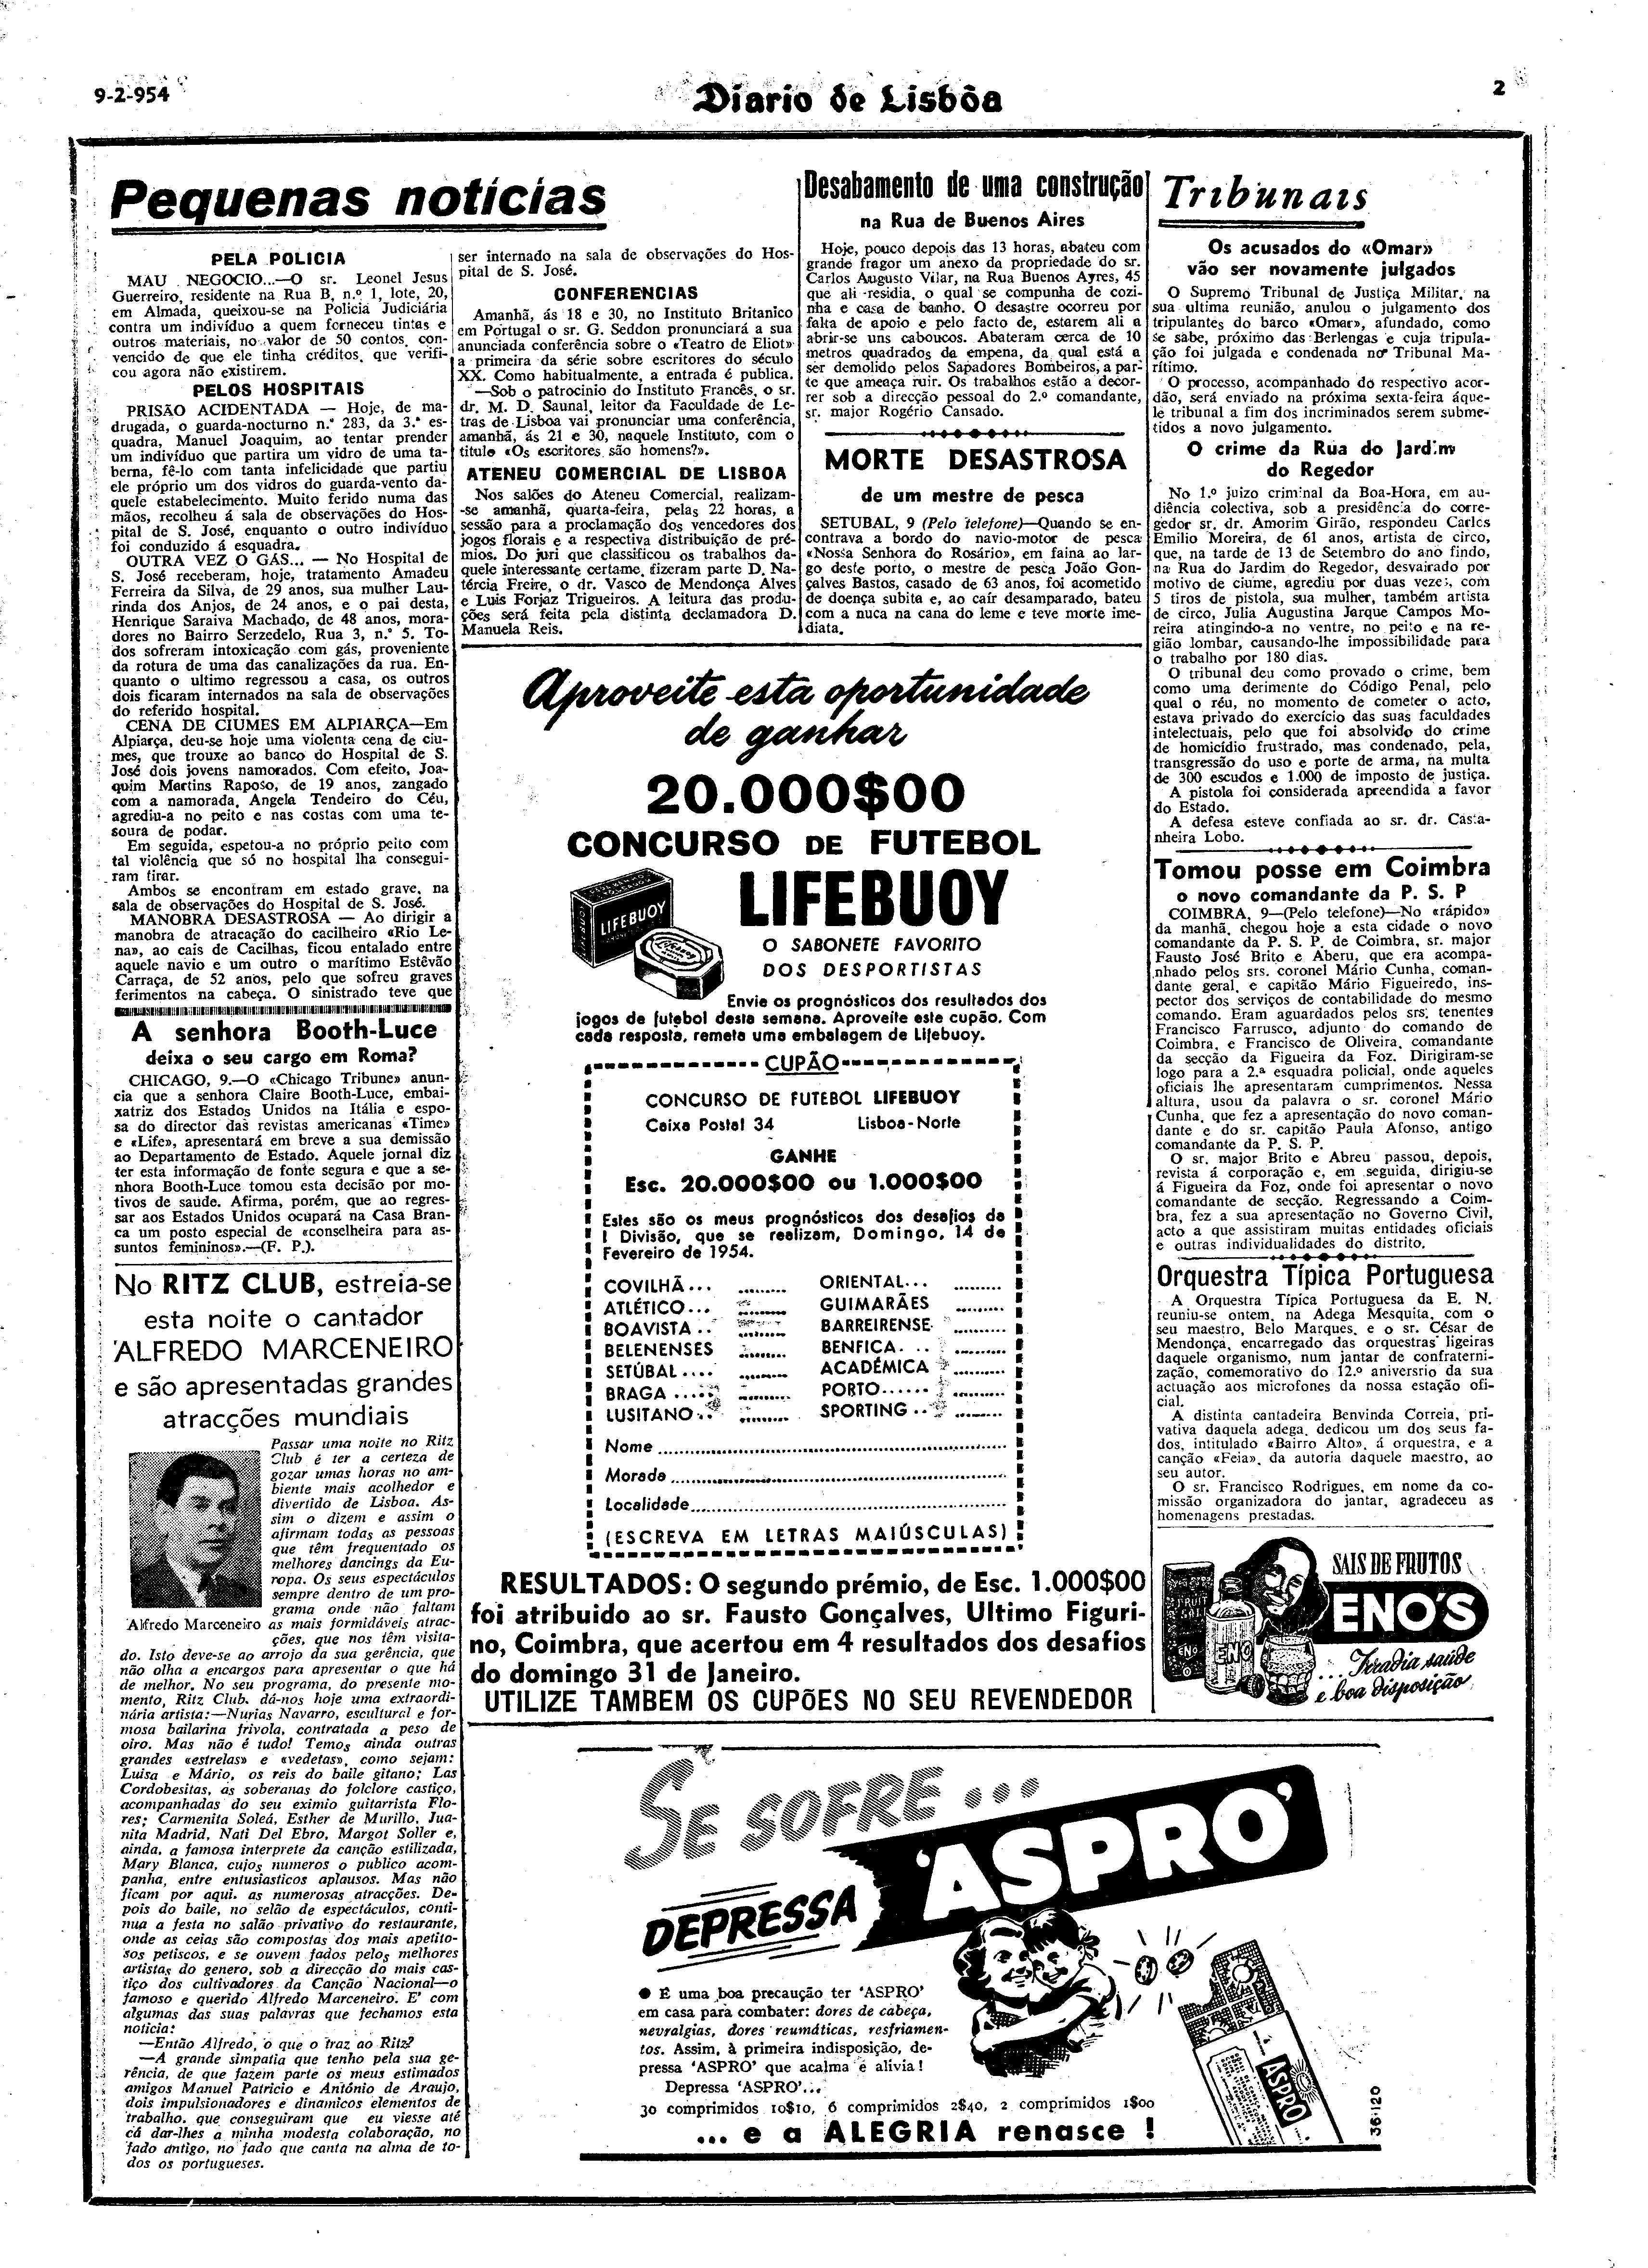 9-2-954
Diario de Lisbôa
2
Pequenas notícias
PELA POLICIA
MAU NEGOCIO...—O sr. Leonel Jesus
Guerreiro, residente na Rua B, n.º 1, lote, 20,
em Almada, queixou-se na Policia Judiciária
contra um indivíduo a quem forneceu tintas e
outros materiais, no valor de 50 contos, con-
vencido de que ele tinha créditos, que verifi-
cou agora não existirem.
PELOS HOSPITAIS
PRISÃO ACIDENTADA — Hoje, de ma-
drugada, o guarda-nocturno n.º 283, da 3.ª es-
quadra, Manuel Joaquim, ao tentar prender
um indivíduo que partira um vidro de uma ta-
berna, fê-lo com tanta infelicidade que partiu
ele próprio um dos vidros do guarda-vento da-
quele estabelecimento. Muito ferido numa das
mãos, recolheu á sala de observações do Hos-
pital de S. José, enquanto o outro indivíduo
foi conduzido á esquadra.
OUTRA VEZ O GÁS... — No Hospital de
S. José receberam, hoje, tratamento Amadeu
Ferreira da Silva, de 29 anos, sua mulher Lau-
rinda dos Anjos, de 24 anos, e o pai desta,
Henrique Saraiva Machado, de 48 anos, mora-
dores no Bairro Serzedelo, Rua 3, n.º 5. To-
dos sofreram intoxicação com gás, proveniente
da rotura de uma das canalizações da rua. En-
quanto o ultimo regressou a casa, os outros
dois ficaram internados na sala de observações
do referido hospital.
CENA DE CIUMES EM ALPIARÇA—Em
Alpiarça, deu-se hoje uma violenta cena de ciu-
mes, que trouxe ao banco do Hospital de S.
José dois jovens namorados. Com efeito, Joa-
quim Martins Raposo, de 19 anos, zangado
com a namorada, Angela Tendeiro do Céu,
agrediu-a no peito e nas costas com uma te-
soura de podar.
Em seguida, espetou-a no próprio peito com
tal violência que só no hospital lha consegui-
ram tirar.
Ambos se encontram em estado grave, na
sala de observações do Hospital de S. José.
MANOBRA DESASTROSA — Ao dirigir a
manobra de atracação do cacilheiro «Rio Le-
na», ao cais de Cacilhas, ficou entalado entre
aquele navio e um outro o marítimo Estêvão
Carraça, de 52 anos, pelo que sofreu graves
ferimentos na cabeça. O sinistrado teve que
ser internado na sala de observações do Hos-
pital de S. José.
CONFERENCIAS
Amanhã, ás 18 e 30, no Instituto Britanico
em Portugal o sr. G. Seddon pronunciará a sua
anunciada conferência sobre o «Teatro de Eliot»
a primeira da série sobre escritores do século
XX. Como habitualmente, a entrada é publica.
—Sob o patrocinio do Instituto Francês, o sr.
dr. M. D. Saunal, leitor da Faculdade de Le-
tras de Lisboa vai pronunciar uma conferência,
amanhã, ás 21 e 30, naquele Instituto, com o
titulo «Os escritores são homens?».
ATENEU COMERCIAL DE LISBOA
Nos salões do Ateneu Comercial, realizam-
-se amanhã, quarta-feira, pelas 22 horas, a
sessão para a proclamação dos vencedores dos
jogos florais e a respectiva distribuição de pré-
mios. Do juri que classificou os trabalhos da-
quele interessante certame, fizeram parte D. Na-
tércia Freire, o dr. Vasco de Mendonça Alves
e Luis Forjaz Trigueiros. A leitura das produ-
ções será feita pela distinta declamadora D.
Manuela Reis.
Desabamento de uma construção
na Rua de Buenos Aires
Hoje, pouco depois das 13 horas, abateu com
grande fragor um anexo da propriedade do sr.
Carlos Augusto Vilar, na Rua Buenos Ayres, 45
que ali residia, o qual se compunha de cozi-
nha e casa de banho. O desastre ocorreu por
falta de apoio e pelo facto de, estarem ali a
abrir-se uns caboucos. Abateram cerca de 10
metros quadrados da empena, da qual está a
ser demolido pelos Sapadores Bombeiros, a par-
te que ameaça ruir. Os trabalhos estão a decor-
rer sob a direcção pessoal do 2.º comandante,
sr. major Rogério Cansado.
MORTE DESASTROSA
de um mestre de pesca
SETUBAL, 9 (Pelo telefone)—Quando se en-
contrava a bordo do navio-motor de pesca
«Nossa Senhora do Rosário», em faina ao lar-
go deste porto, o mestre de pesca João Gon-
çalves Bastos, casado de 63 anos, foi acometido
de doença subita e, ao caír desamparado, bateu
com a nuca na cana do leme e teve morte ime-
diata.
Tribunais
Os acusados do «Omar»
vão ser novamente julgados
O Supremo Tribunal de Justiça Militar, na
sua ultima reunião, anulou o julgamento dos
tripulantes do barco «Omar», afundado, como
se sabe, próximo das Berlengas e cuja tripula-
ção foi julgada e condenada no Tribunal Ma-
rítimo.
O processo, acompanhado do respectivo acor-
dão, será enviado na próxima sexta-feira áque-
le tribunal a fim dos incriminados serem subme-
tidos a novo julgamento.
O crime da Rua do Jardim
do Regedor
No 1.º juizo criminal da Boa-Hora, em au-
diência colectiva, sob a presidência do corre-
gedor sr. dr. Amorim Girão, respondeu Carlos
Emilio Moreira, de 61 anos, artista de circo,
que, na tarde de 13 de Setembro do ano findo,
na Rua do Jardim do Regedor, desvairado por
motivo de ciume, agrediu por duas vezes, com
5 tiros de pistola, sua mulher, também artista
de circo, Julia Augustina Jarque Campos Mo-
reira atingindo-a no ventre, no peito e na re-
gião lombar, causando-lhe impossibilidade para
o trabalho por 180 dias.
O tribunal deu como provado o crime, bem
como uma derimente do Código Penal, pelo
qual o réu, no momento de cometer o acto,
estava privado do exercício das suas faculdades
intelectuais, pelo que foi absolvido do crime
de homicídio frustrado, mas condenado, pela,
transgressão do uso e porte de arma, na multa
de 300 escudos e 1.000 de imposto de justiça.
A pistola foi considerada apreendida a favor
do Estado.
A defesa esteve confiada ao sr. dr. Casta-
nheira Lobo.
Tomou posse em Coimbra
o novo comandante da P. S. P
COIMBRA, 9—(Pelo telefone)—No «rápido»
da manhã, chegou hoje a esta cidade o novo
comandante da P. S. P. de Coimbra, sr. major
Fausto José Brito e Aberu, que era acompa-
nhado pelos srs. coronel Mário Cunha, coman-
dante geral, e capitão Mário Figueiredo, ins-
pector dos serviços de contabilidade do mesmo
comando. Eram aguardados pelos srs. tenentes
Francisco Farrusco, adjunto do comando de
Coimbra, e Francisco de Oliveira, comandante
da secção da Figueira da Foz. Dirigiram-se
logo para a 2.ª esquadra policial, onde aqueles
oficiais lhe apresentaram cumprimentos. Nessa
altura, usou da palavra o sr. coronel Mário
Cunha, que fez a apresentação do novo coman-
dante e do sr. capitão Paula Afonso, antigo
comandante da P. S. P.
O sr. major Brito e Abreu passou, depois,
revista á corporação e, em seguida, dirigiu-se
á Figueira da Foz, onde foi apresentar o novo
comandante de secção. Regressando a Coim-
bra, fez a sua apresentação no Governo Civil,
acto a que assistiram muitas entidades oficiais
e outras individualidades do distrito.
Orquestra Típica Portuguesa
A Orquestra Típica Portuguesa da E. N.
reuniu-se ontem, na Adega Mesquita, com o
seu maestro, Belo Marques, e o sr. César de
Mendonça, encarregado das orquestras ligeiras
daquele organismo, num jantar de confraterni-
zação, comemorativo do 12.º aniversrio da sua
actuação aos microfones da nossa estação ofi-
cial.
A distinta cantadeira Benvinda Correia, pri-
vativa daquela adega, dedicou um dos seus fa-
dos, intitulado «Bairro Alto», á orquestra, e a
canção «Feia», da autoria daquele maestro, ao
seu autor.
O sr. Francisco Rodrigues, em nome da co-
missão organizadora do jantar, agradeceu as
homenagens prestadas.
SAIS DE FRUTOS
ENO'S
...Irradia saúde
e boa disposição
ENO
ENO
FRUIT
A senhora Booth-Luce
deixa o seu cargo em Roma?
CHICAGO, 9.—O «Chicago Tribune» anun-
cia que a senhora Claire Booth-Luce, embai-
xatriz dos Estados Unidos na Itália e espo-
sa do director das revistas americanas «Time»
e «Life», apresentará em breve a sua demissão
ao Departamento de Estado. Aquele jornal diz
ter esta informação de fonte segura e que a se-
nhora Booth-Luce tomou esta decisão por mo-
tivos de saude. Afirma, porém, que ao regres-
sar aos Estados Unidos ocupará na Casa Bran-
ca um posto especial de «conselheira para as-
suntos femininos».—(F. P.).
No RITZ CLUB, estreia-se
esta noite o cantador
ALFREDO MARCENEIRO
e são apresentadas grandes
atracções mundiais
Passar uma noite no Ritz
Club é ter a certeza de
gozar umas horas no am-
biente mais acolhedor e
divertido de Lisboa. As-
sim o dizem e assim o
afirmam todas as pessoas
que têm frequentado os
melhores dancings da Eu-
ropa. Os seus espectáculos
sempre dentro de um pro-
grama onde não faltam
Alfredo Marceneiro as mais formidáveis atrac-
ções, que nos têm visita-
do. Isto deve-se ao arrojo da sua gerência, que
não olha a encargos para apresentar o que há
de melhor. No seu programa, do presente mo-
mento, Ritz Club. dá-nos hoje uma extraordi-
nária artista:—Nurias Navarro, escultural e for-
mosa bailarina frivola, contratada a peso de
oiro. Mas não é tudo! Temos ainda outras
grandes «estrelas» e «vedetas», como sejam:
Luisa e Mário, os reis do baile gitano; Las
Cordobesitas, as soberanas do folclore castiço,
acompanhadas do seu eximio guitarrista Flo-
res; Carmenita Soleá, Esther de Murillo, Jua-
nita Madrid, Nati Del Ebro, Margot Soller e,
ainda, a famosa interprete da canção estilizada,
Mary Blanca, cujos numeros o publico acom-
panha, entre entusiasticos aplausos. Mas não
ficam por aqui. as numerosas atracções. De-
pois do baile, no selão de espectáculos, conti-
nua a festa no salão privativo do restaurante,
onde as ceias são compostas dos mais apetito-
sos petiscos, e se ouvem fados pelos melhores
artistas do genero, sob a direcção do mais cas-
tiço dos cultivadores da Canção Nacional—o
famoso e querido Alfredo Marceneiro. E' com
algumas das suas palavras que fechamos esta
noticia:
—Então Alfredo, o que o traz ao Ritz?
—A grande simpatia que tenho pela sua ge-
rência, de que fazem parte os meus estimados
amigos Manuel Patricio e António de Araujo,
dois impulsionadores e dinamicos elementos de
trabalho, que conseguiram que eu viesse até
cá dar-lhes a minha modesta colaboração, no
fado antigo, no fado que canta na alma de to-
dos os portugueses.
Aproveite esta oportunidade
de ganhar
20.000$00
CONCURSO DE FUTEBOL
LIFEBUOY
LIFEBUOY
O SABONETE FAVORITO
DOS DESPORTISTAS
Envie os prognósticos dos resultados dos
jogos de futebol desta semana. Aproveite este cupão. Com
cada resposta, remeta uma embalagem de Lifebuoy.
CUPÃO
CONCURSO DE FUTEBOL LIFEBUOY
Caixa Postal 34 Lisboa-Norte
GANHE
Esc. 20.000$00 ou 1.000$00
Estes são os meus prognósticos dos desafios da
I Divisão, que se realizam, Domingo, 14 de
Fevereiro de 1954.
COVILHÃ... ........ ORIENTAL... ........
ATLÉTICO... ........ GUIMARÃES ........
BOAVISTA.. ........ BARREIRENSE. ........
BELENENSES ........ BENFICA. .. ........
SETÚBAL.... ........ ACADÉMICA ........
BRAGA ..... ........ PORTO...... ........
LUSITANO.. ........ SPORTING .. ........
Nome ........
Morada ........
Localidade ........
(ESCREVA EM LETRAS MAIÚSCULAS)
RESULTADOS: O segundo prémio, de Esc. 1.000$00
foi atribuido ao sr. Fausto Gonçalves, Ultimo Figuri-
no, Coimbra, que acertou em 4 resultados dos desafios
do domingo 31 de Janeiro.
UTILIZE TAMBEM OS CUPÕES NO SEU REVENDEDOR
SE SOFRE...
DEPRESSA 'ASPRO'
● É uma boa precaução ter 'ASPRO'
em casa para combater: dores de cabeça,
nevralgias, dores reumáticas, resfriamen-
tos. Assim, à primeira indisposição, de-
pressa 'ASPRO' que acalma e alivia!
Depressa 'ASPRO'...
30 comprimidos 10$10, 6 comprimidos 2$40, 2 comprimidos 1$00
... e a ALEGRIA renasce !
ASPRO
36-120